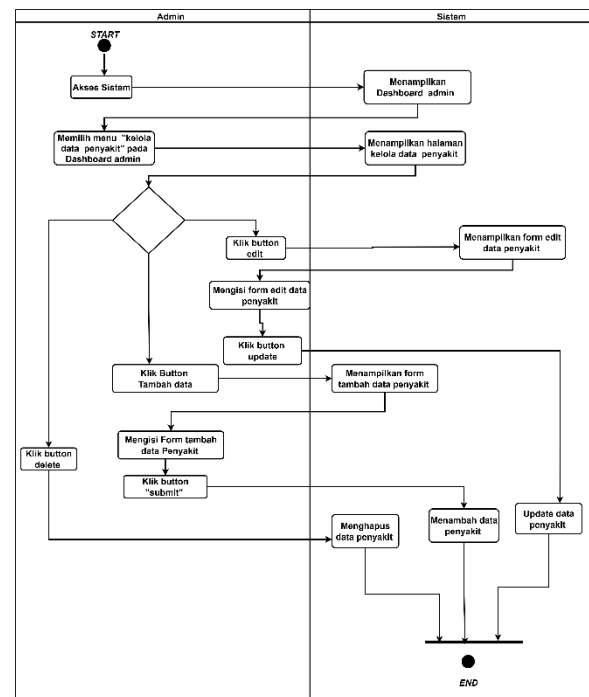 Admin
Sistem
START
Akses Sistem
Menampilkan
Dashboard admin
Memilih menu "kelola
data penyakit" pada
Dashboard admin
Menampilkan halaman
kelola data penyakit
Klik button
edit
Menampilkan form edit
data penyakit
Mengisi form edit data
penyakit
Klik button
update
Klik Button
Tambah data
Menampilkan form
tambah data penyakit
Mengisi Form tambah
data Penyakit
Klik button
delete
Klik button
"submit"
Menghapus
data penyakit
Menambah data
penyakit
Update data
penyakit
END